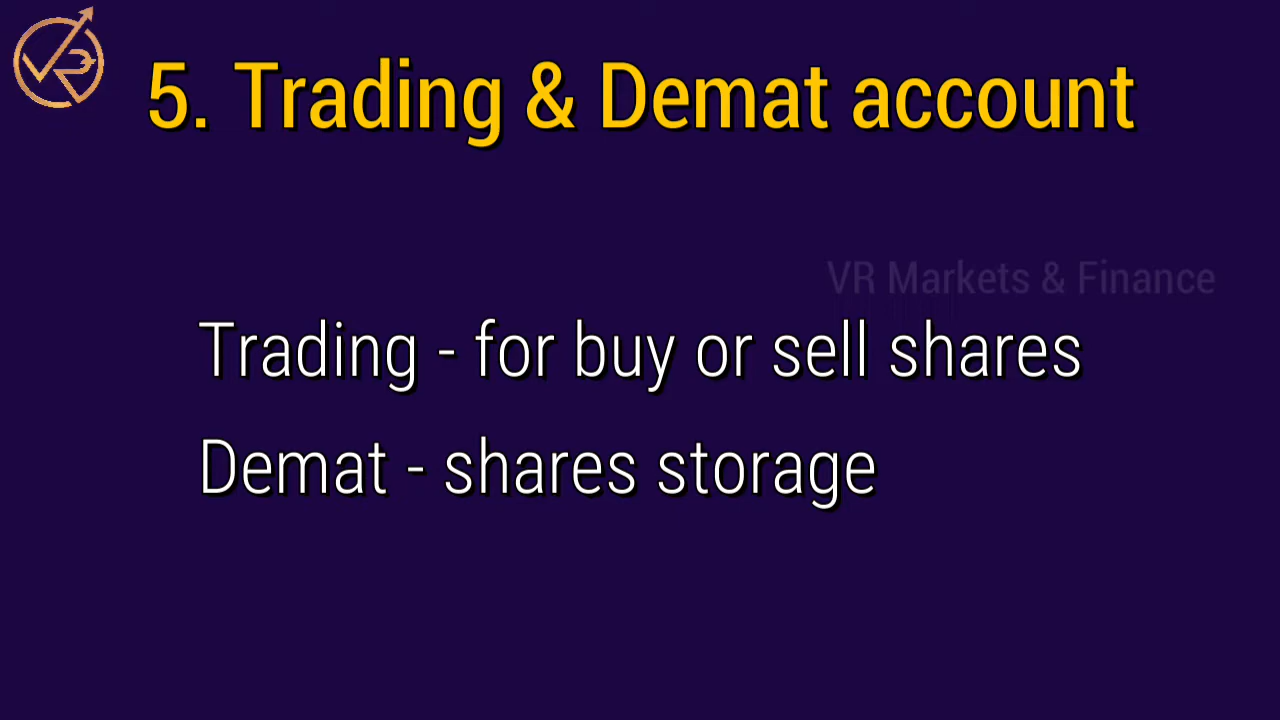 5. Trading & Demat account
VR Markets & Finance
Trading - for buy or sell shares
Demat - shares storage